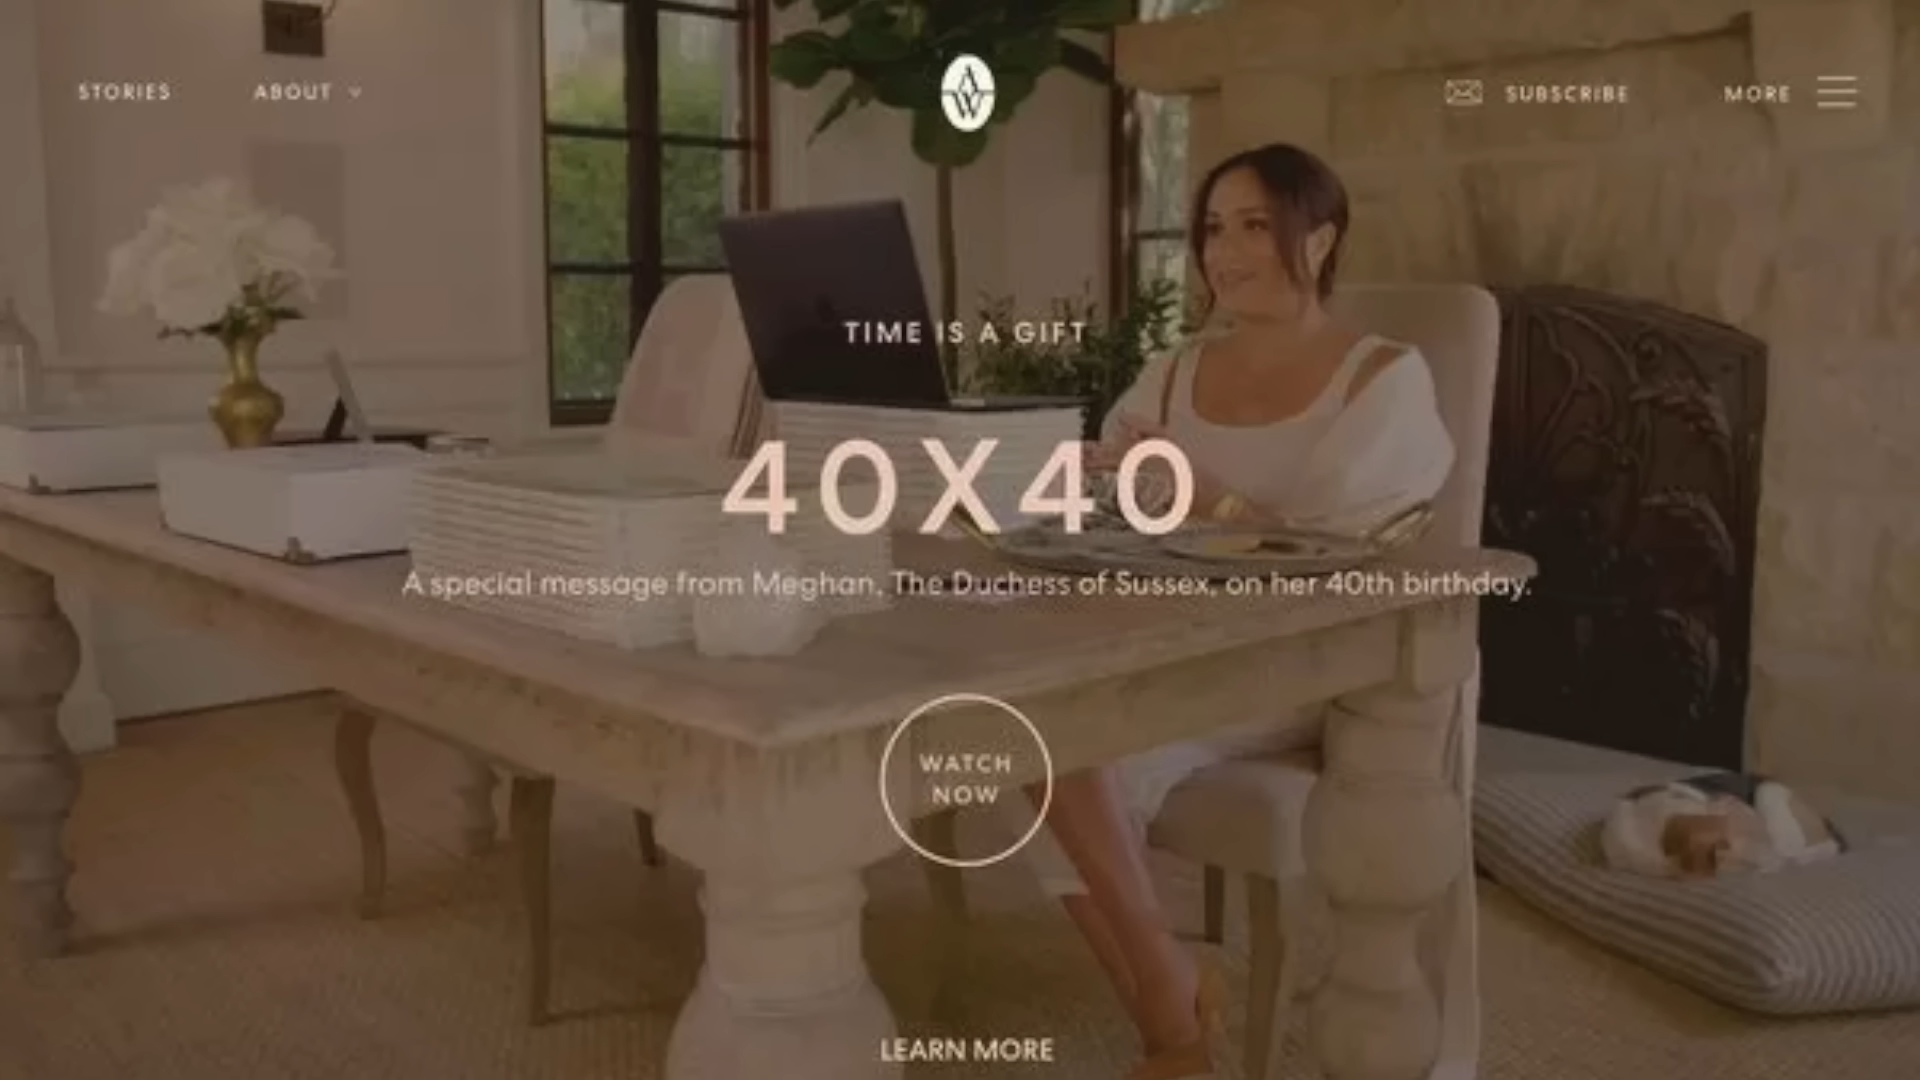 STORIES
ABOUT
AW
SUBSCRIBE
MORE
TIME IS A GIFT
40X40
A special message from Meghan, The Duchess of Sussex, on her 40th birthday.
WATCH
NOW
LEARN MORE